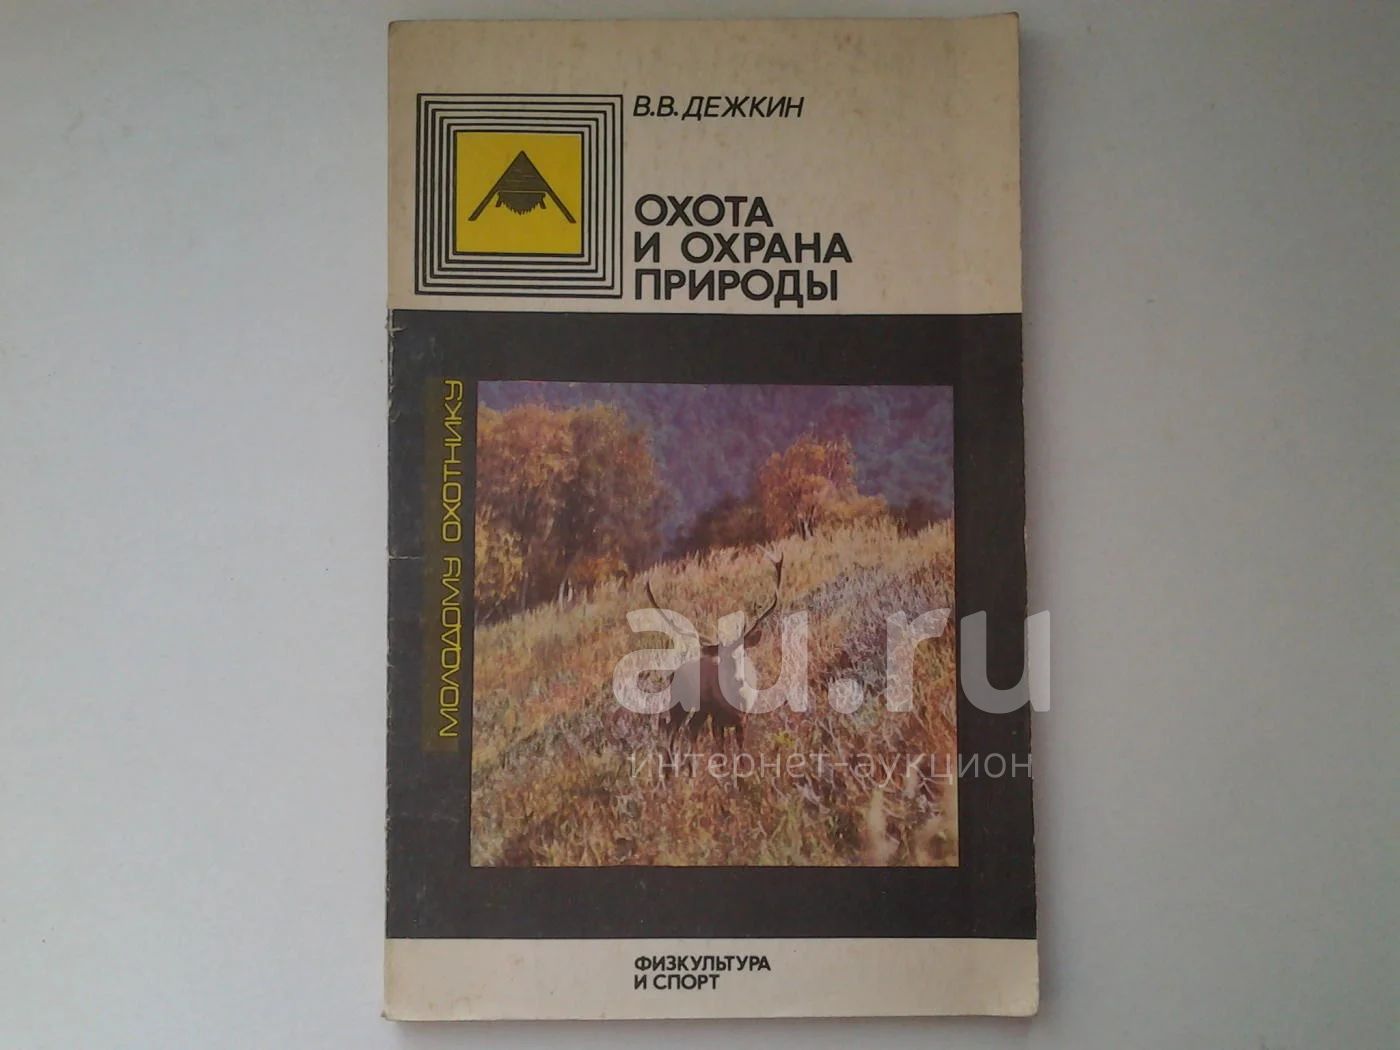 В.В. ДЕЖКИН
ОХОТА
И ОХРАНА
ПРИРОДЫ
МОЛОДОМУ ОХОТНИКУ
au.ru
интернет-аукцион
ФИЗКУЛЬТУРА
И СПОРТ